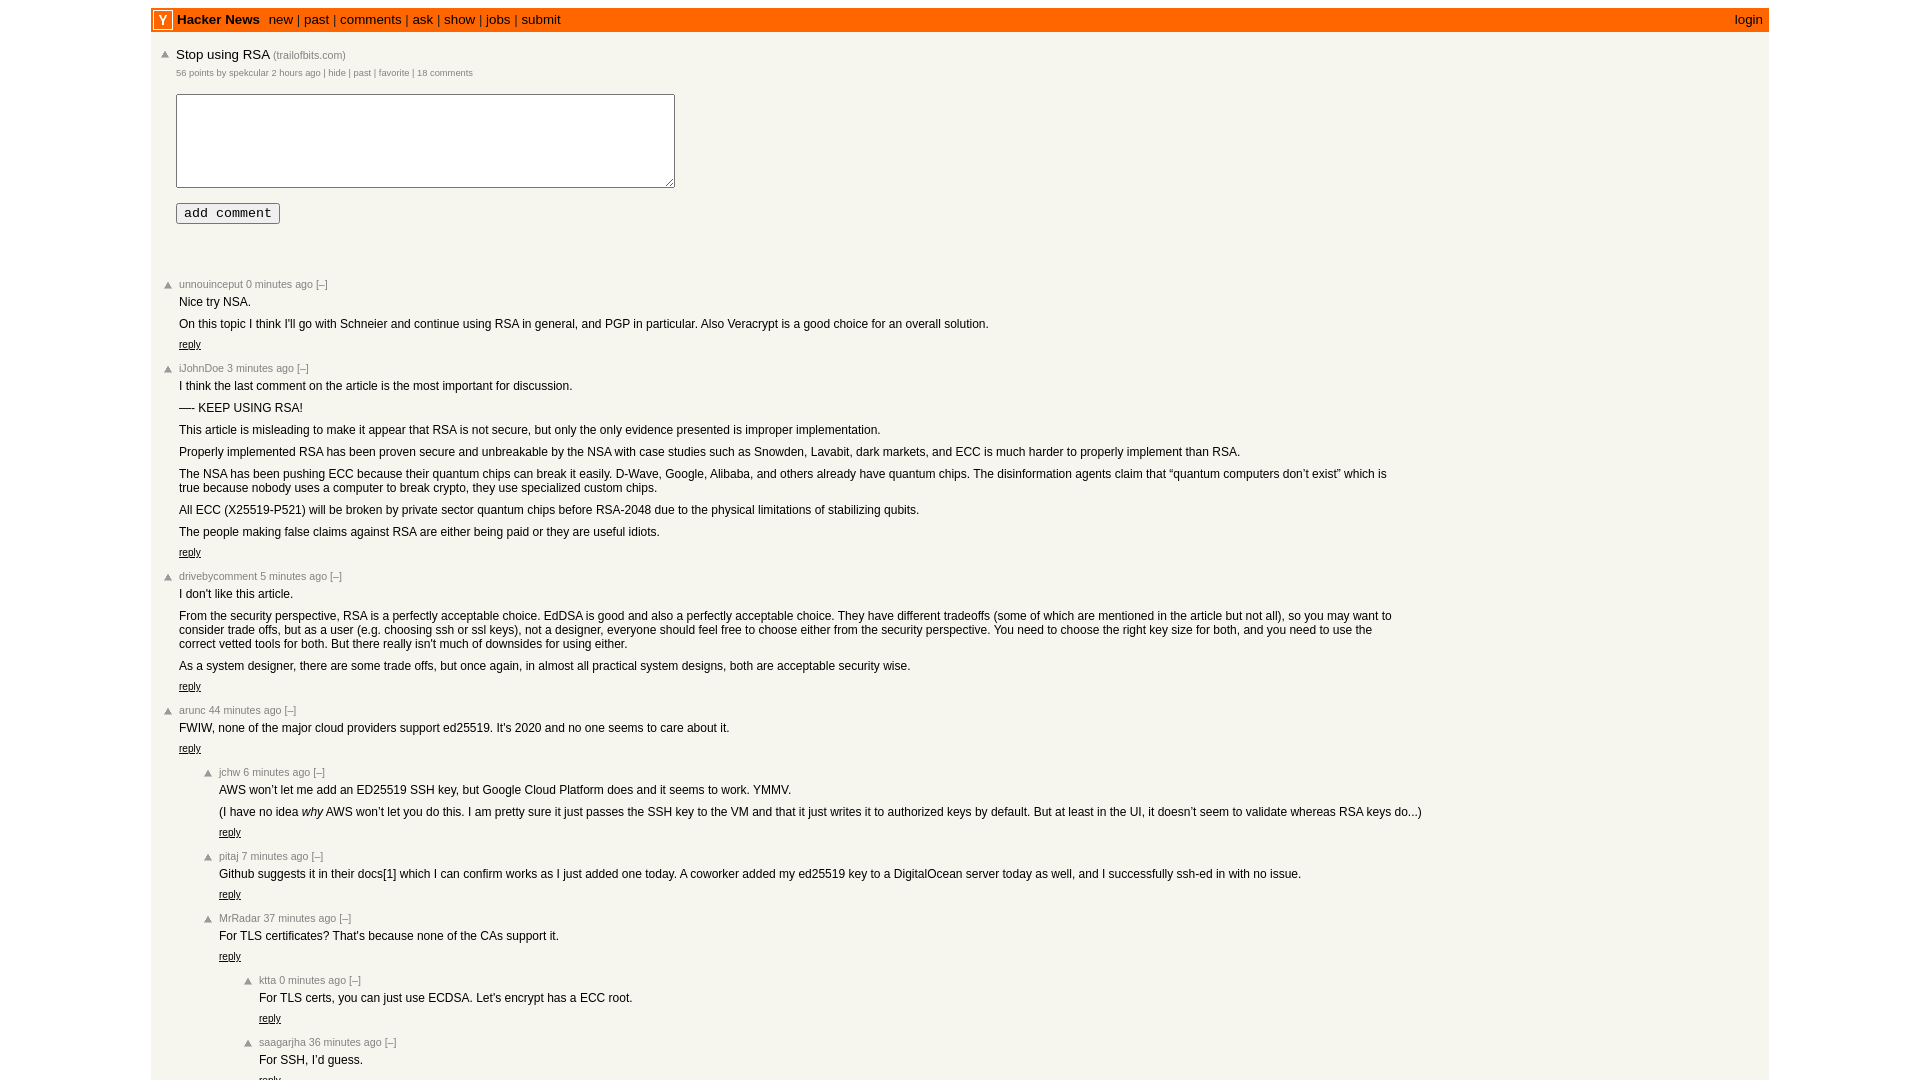 Y Hacker News new | past | comments | ask | show | jobs | submit login
Stop using RSA (trailofbits.com)
56 points by spekcular 2 hours ago | hide | past | favorite | 18 comments
add comment
unnouinceput 0 minutes ago [–]
Nice try NSA.
On this topic I think I'll go with Schneier and continue using RSA in general, and PGP in particular. Also Veracrypt is a good choice for an overall solution.
reply
iJohnDoe 3 minutes ago [–]
I think the last comment on the article is the most important for discussion.
—- KEEP USING RSA!
This article is misleading to make it appear that RSA is not secure, but only the only evidence presented is improper implementation.
Properly implemented RSA has been proven secure and unbreakable by the NSA with case studies such as Snowden, Lavabit, dark markets, and ECC is much harder to properly implement than RSA.
The NSA has been pushing ECC because their quantum chips can break it easily. D-Wave, Google, Alibaba, and others already have quantum chips. The disinformation agents claim that “quantum computers don’t exist” which is
true because nobody uses a computer to break crypto, they use specialized custom chips.
All ECC (X25519-P521) will be broken by private sector quantum chips before RSA-2048 due to the physical limitations of stabilizing qubits.
The people making false claims against RSA are either being paid or they are useful idiots.
reply
drivebycomment 5 minutes ago [–]
I don't like this article.
From the security perspective, RSA is a perfectly acceptable choice. EdDSA is good and also a perfectly acceptable choice. They have different tradeoffs (some of which are mentioned in the article but not all), so you may want to
consider trade offs, but as a user (e.g. choosing ssh or ssl keys), not a designer, everyone should feel free to choose either from the security perspective. You need to choose the right key size for both, and you need to use the
correct vetted tools for both. But there really isn't much of downsides for using either.
As a system designer, there are some trade offs, but once again, in almost all practical system designs, both are acceptable security wise.
reply
arunc 44 minutes ago [–]
FWIW, none of the major cloud providers support ed25519. It's 2020 and no one seems to care about it.
reply
jchw 6 minutes ago [–]
AWS won’t let me add an ED25519 SSH key, but Google Cloud Platform does and it seems to work. YMMV.
(I have no idea why AWS won’t let you do this. I am pretty sure it just passes the SSH key to the VM and that it just writes it to authorized keys by default. But at least in the UI, it doesn’t seem to validate whereas RSA keys do...)
reply
pitaj 7 minutes ago [–]
Github suggests it in their docs[1] which I can confirm works as I just added one today. A coworker added my ed25519 key to a DigitalOcean server today as well, and I successfully ssh-ed in with no issue.
reply
MrRadar 37 minutes ago [–]
For TLS certificates? That's because none of the CAs support it.
reply
ktta 0 minutes ago [–]
For TLS certs, you can just use ECDSA. Let's encrypt has a ECC root.
reply
saagarjha 36 minutes ago [–]
For SSH, I’d guess.
reply